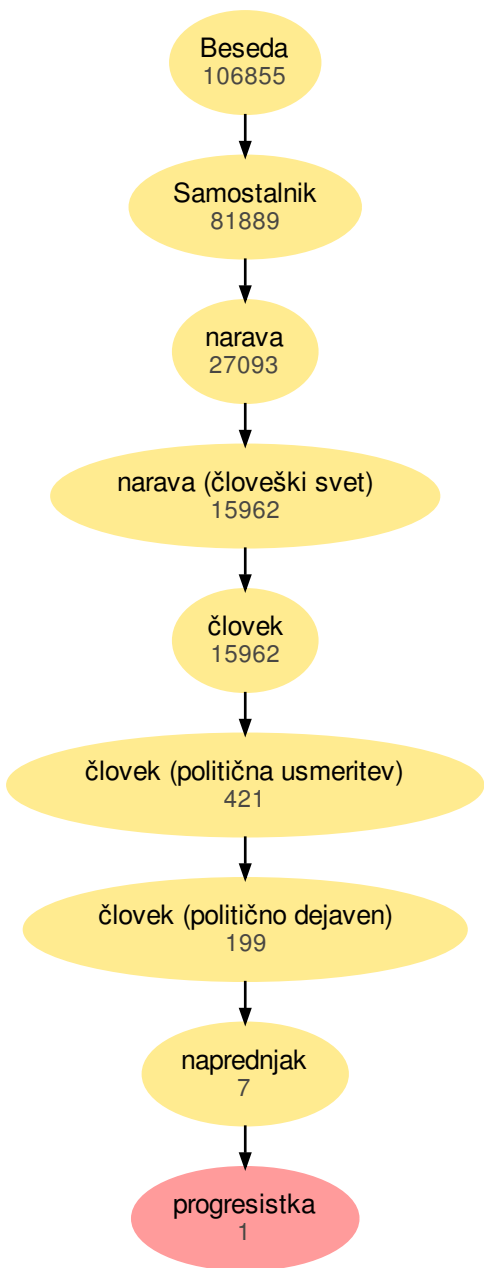 Beseda
106855
Samostalnik
81889
narava
27093
narava (človeški svet)
15962
človek
15962
človek (politična usmeritev)
421
človek (politično dejaven)
199
naprednjak
7
progresistka
1